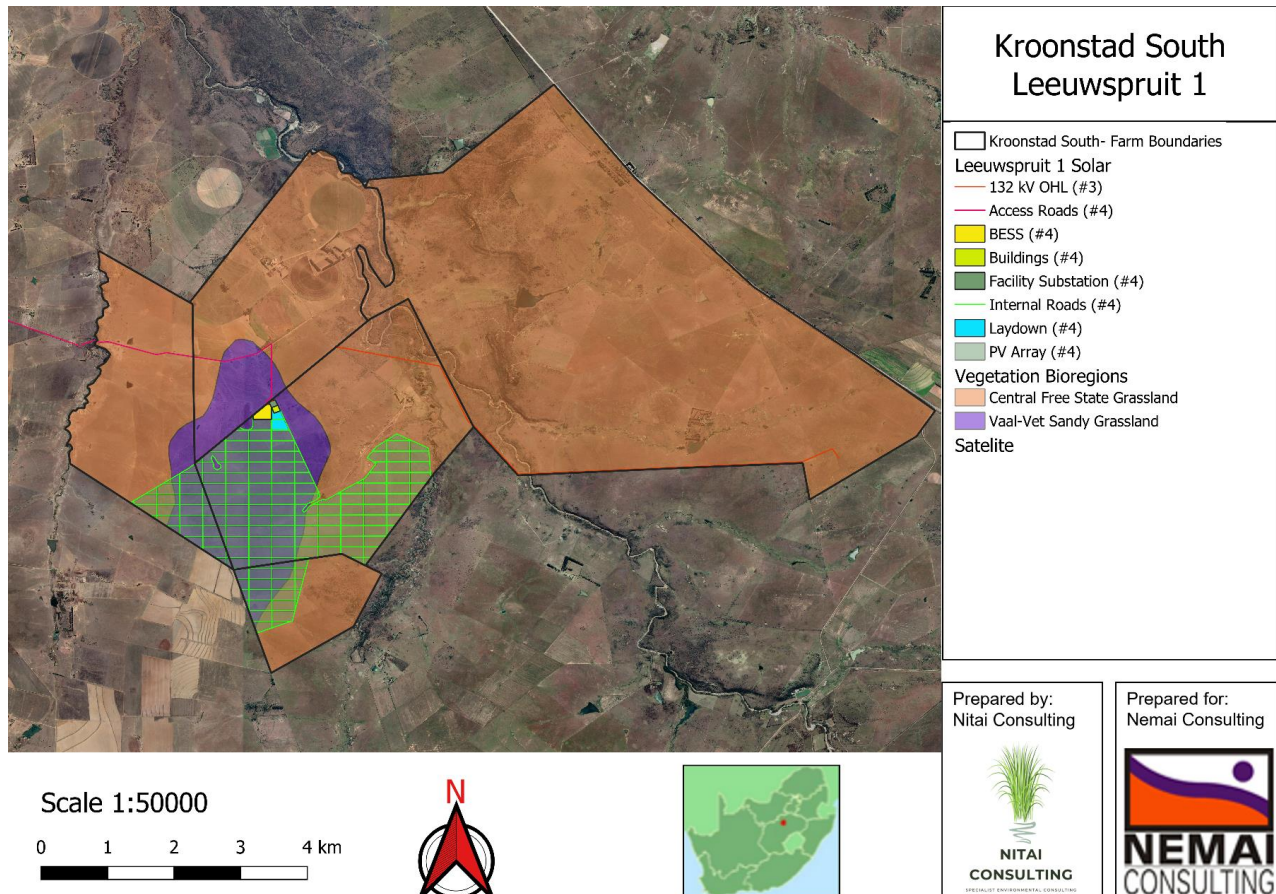 Kroonstad South
Leeuwspruit 1
Kroonstad South- Farm Boundaries
Leeuwspruit 1 Solar
132 kV OHL (#3)
Access Roads (#4)
BESS (#4)
Buildings (#4)
Facility Substation (#4)
Internal Roads (#4)
Laydown (#4)
PV Array (#4)
Vegetation Bioregions
Central Free State Grassland
Vaal-Vet Sandy Grassland
Satelite
Prepared by:
Nitai Consulting
NITAI
CONSULTING
SPECIALIST ENVIRONMENTAL CONSULTING
Prepared for:
Nemai Consulting
NEMAI
CONSULTING
Scale 1:50000
0 1 2 3 4 km
N